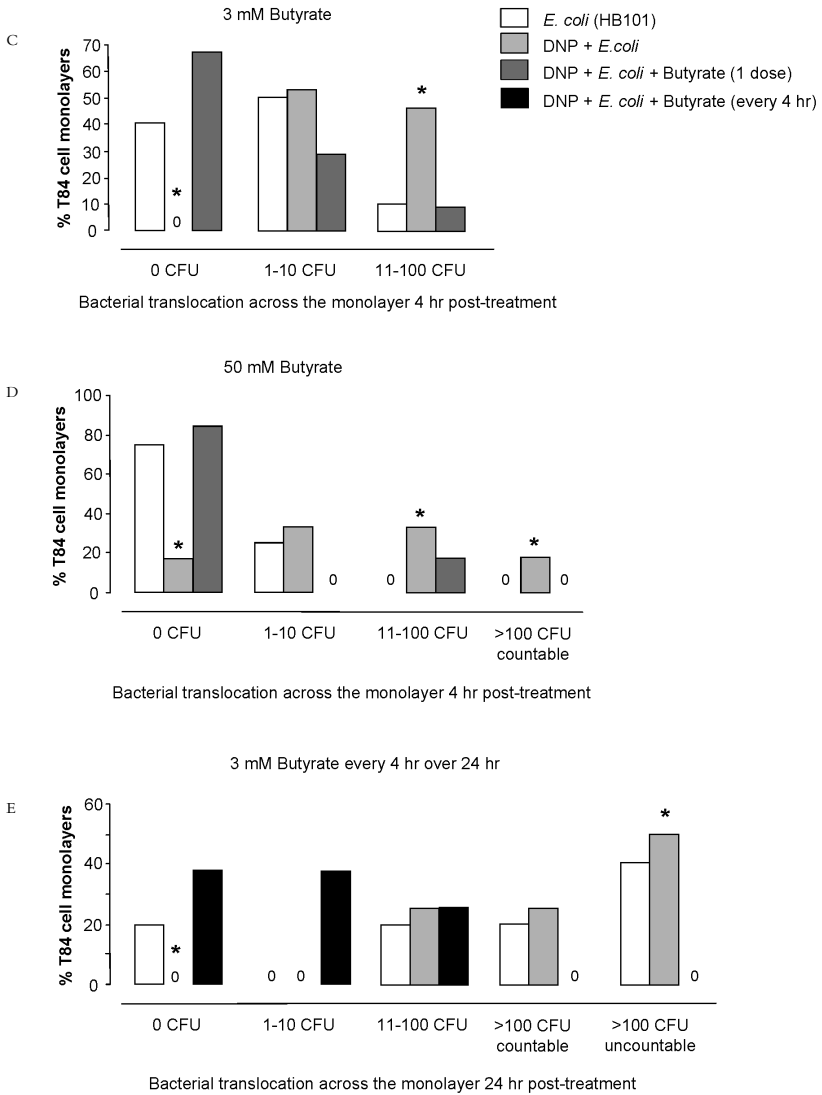 3 mM Butyrate
C
E. coli (HB101)
DNP + E.coli
DNP + E. coli + Butyrate (1 dose)
DNP + E. coli + Butyrate (every 4 hr)
% T84 cell monolayers
70
60
50
40
30
20
10
0
*
0
*
0 CFU 1-10 CFU 11-100 CFU
Bacterial translocation across the monolayer 4 hr post-treatment
50 mM Butyrate
D
% T84 cell monolayers
100
80
60
40
20
0
*
0
0
*
0
*
0
0 CFU 1-10 CFU 11-100 CFU >100 CFU
countable
Bacterial translocation across the monolayer 4 hr post-treatment
3 mM Butyrate every 4 hr over 24 hr
E
% T84 cell monolayers
60
40
20
0
*
0
0
0
0
*
0
0 CFU 1-10 CFU 11-100 CFU >100 CFU >100 CFU
countable uncountable
Bacterial translocation across the monolayer 24 hr post-treatment